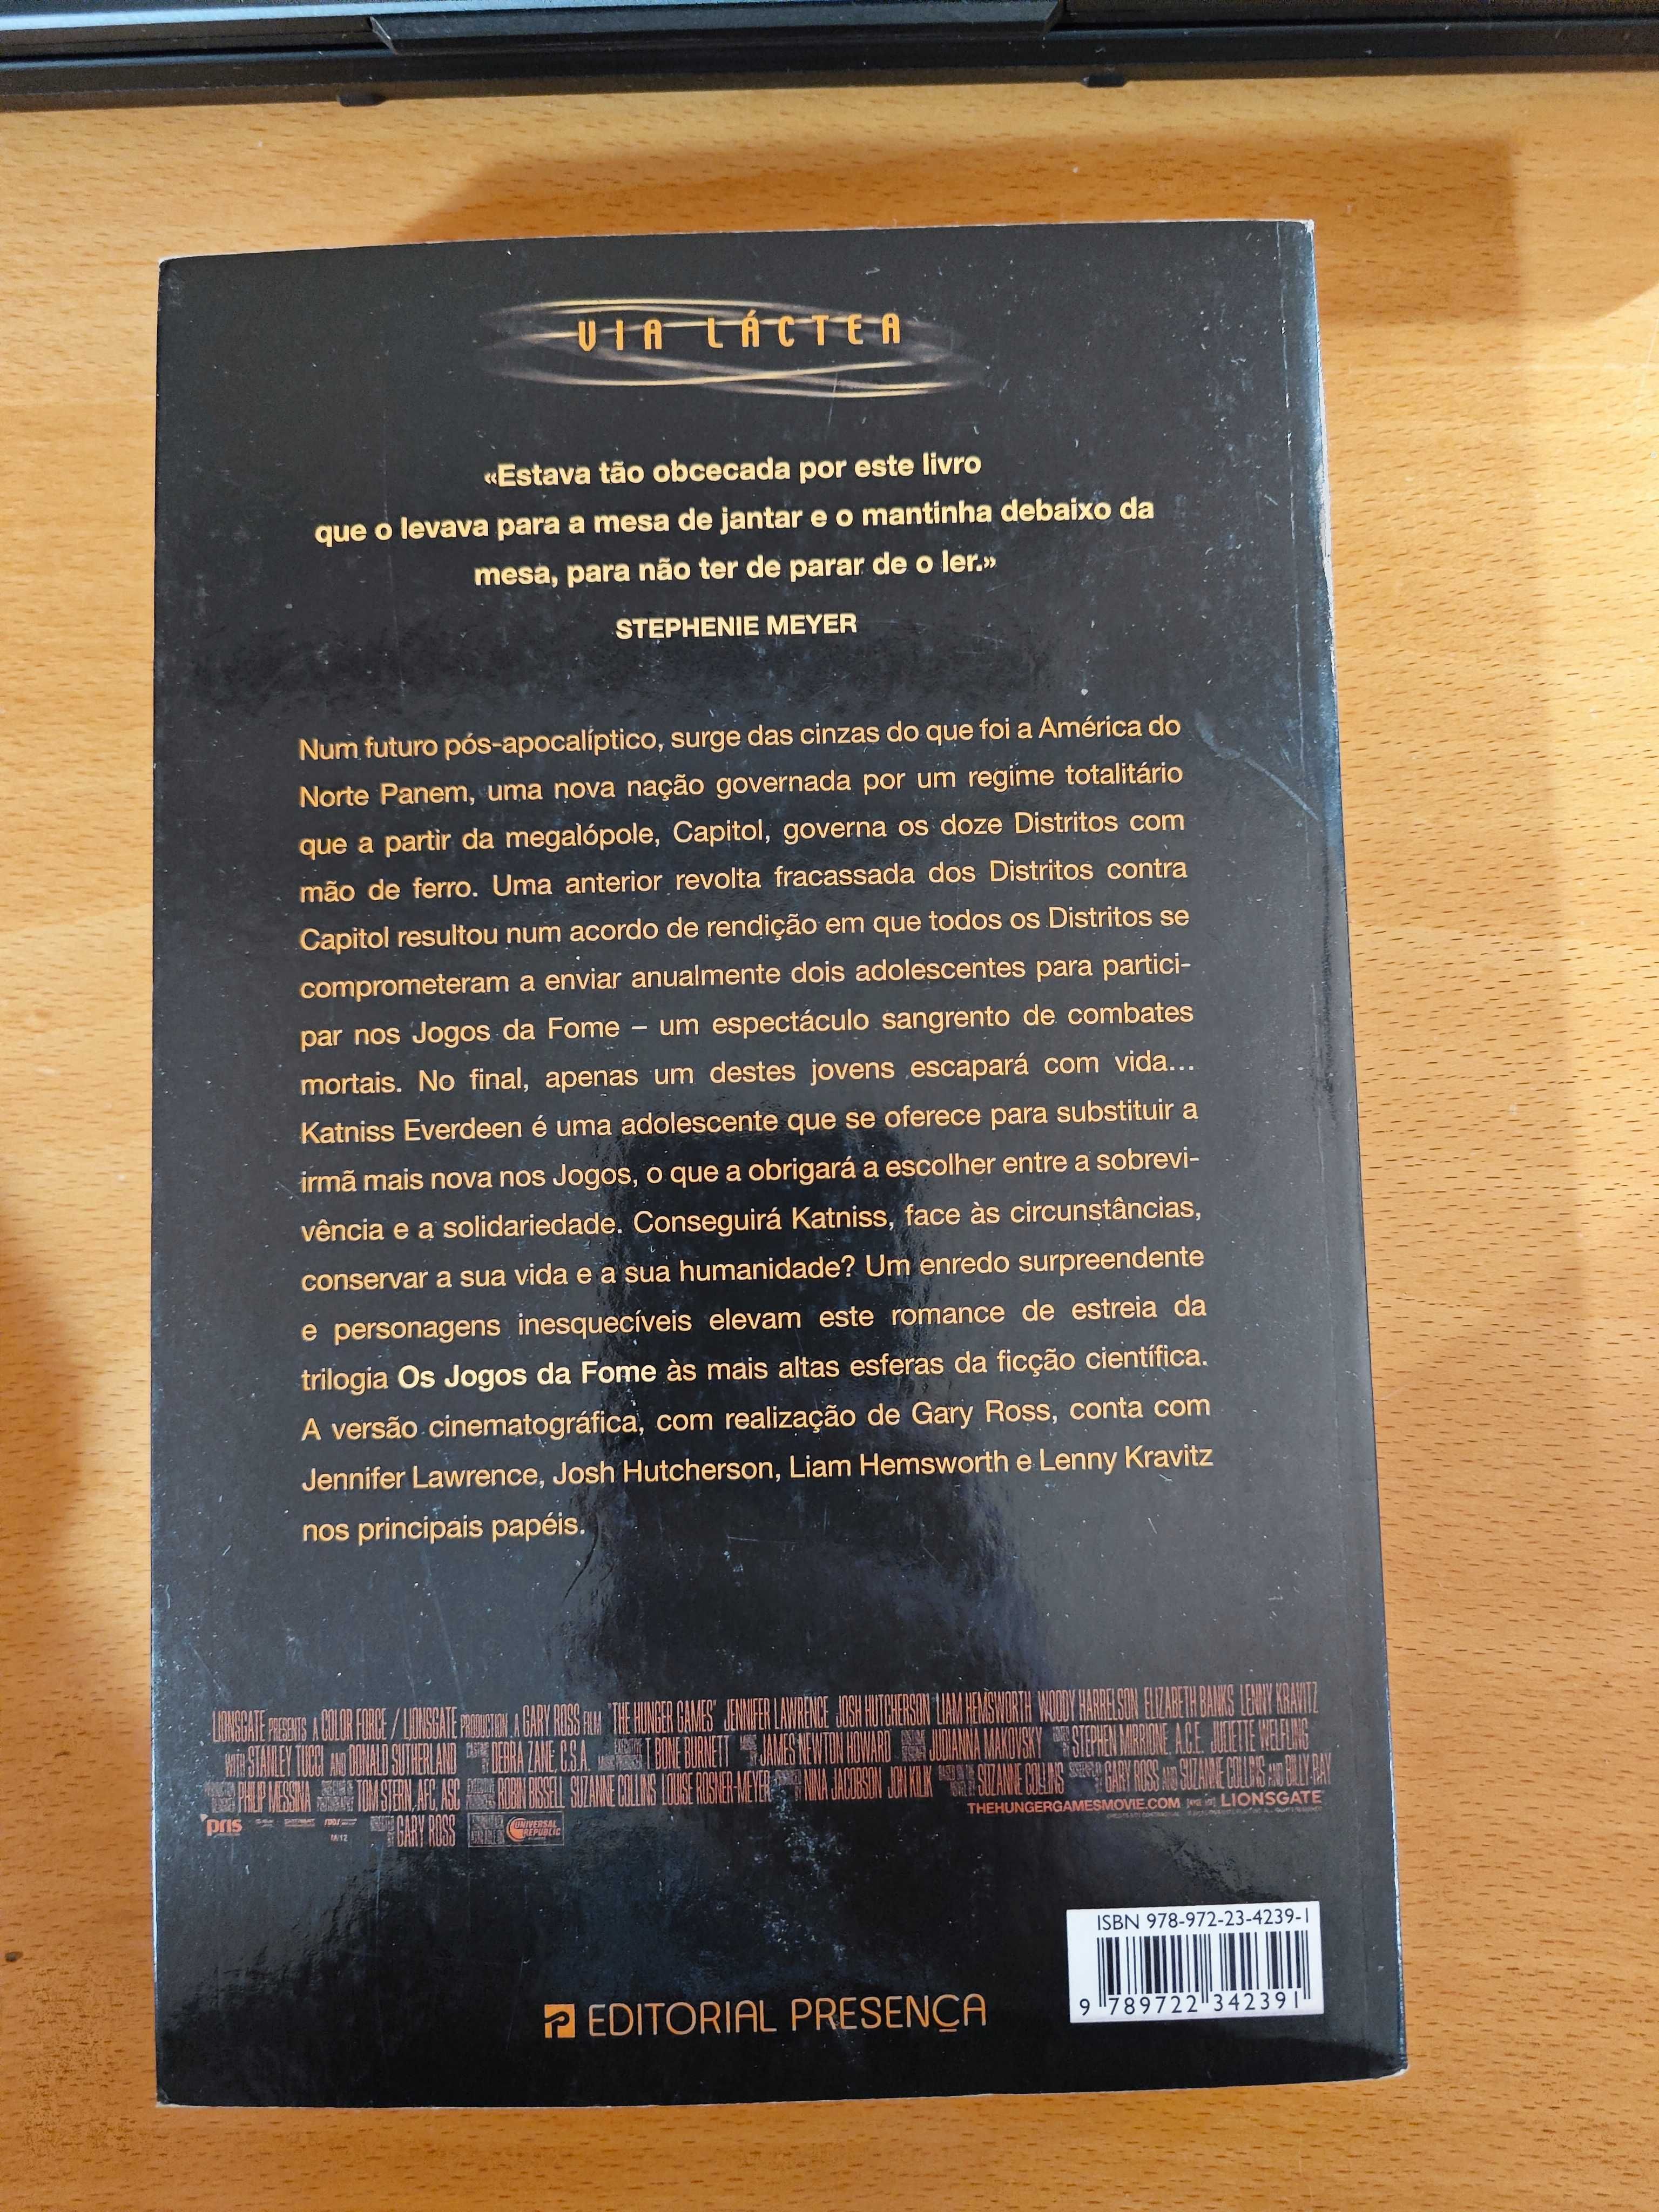 VIA LÁCTEA
«Estava tão obcecada por este livro
que o levava para a mesa de jantar e o mantinha debaixo da
mesa, para não ter de parar de o ler.»
STEPHENIE MEYER
Num futuro pós-apocalíptico, surge das cinzas do que foi a América do
Norte Panem, uma nova nação governada por um regime totalitário
que a partir da megalópole, Capitol, governa os doze Distritos com
mão de ferro. Uma anterior revolta fracassada dos Distritos contra
Capitol resultou num acordo de rendição em que todos os Distritos se
comprometeram a enviar anualmente dois adolescentes para partici-
par nos Jogos da Fome – um espectáculo sangrento de combates
mortais. No final, apenas um destes jovens escapará com vida...
Katniss Everdeen é uma adolescente que se oferece para substituir a
irmã mais nova nos Jogos, o que a obrigará a escolher entre a sobrevi-
vência e a solidariedade. Conseguirá Katniss, face às circunstâncias,
conservar a sua vida e a sua humanidade? Um enredo surpreendente
e personagens inesquecíveis elevam este romance de estreia da
trilogia Os Jogos da Fome às mais altas esferas da ficção científica.
A versão cinematográfica, com realização de Gary Ross, conta com
Jennifer Lawrence, Josh Hutcherson, Liam Hemsworth e Lenny Kravitz
nos principais papéis.
LIONSGATE PRESENTS A COLOR FORCE / LIONSGATE PRODUCTION A GARY ROSS FILM "THE HUNGER GAMES" JENNIFER LAWRENCE JOSH HUTCHERSON LIAM HEMSWORTH WOODY HARRELSON ELIZABETH BANKS LENNY KRAVITZ
WITH STANLEY TUCCI AND DONALD SUTHERLAND CASTING BY DEBRA ZANE, C.S.A. T BONE BURNETT JAMES NEWTON HOWARD JUDIANNA MAKOVSKY STEPHEN MIRRIONE, A.C.E. JULIETTE WELFLING
PHILIP MESSINA TOM STERN, AFC, ASC ROBIN BISSELL SUZANNE COLLINS LOUISE ROSNER-MEYER NINA JACOBSON JON KILIK SUZANNE COLLINS GARY ROSS AND SUZANNE COLLINS AND BILLY RAY
pris M/12 GARY ROSS UNIVERSAL REPUBLIC THEHUNGERGAMESMOVIE.COM LIONSGATE
ISBN 978-972-23-4239-1
9 789722 342391
EDITORIAL PRESENÇA